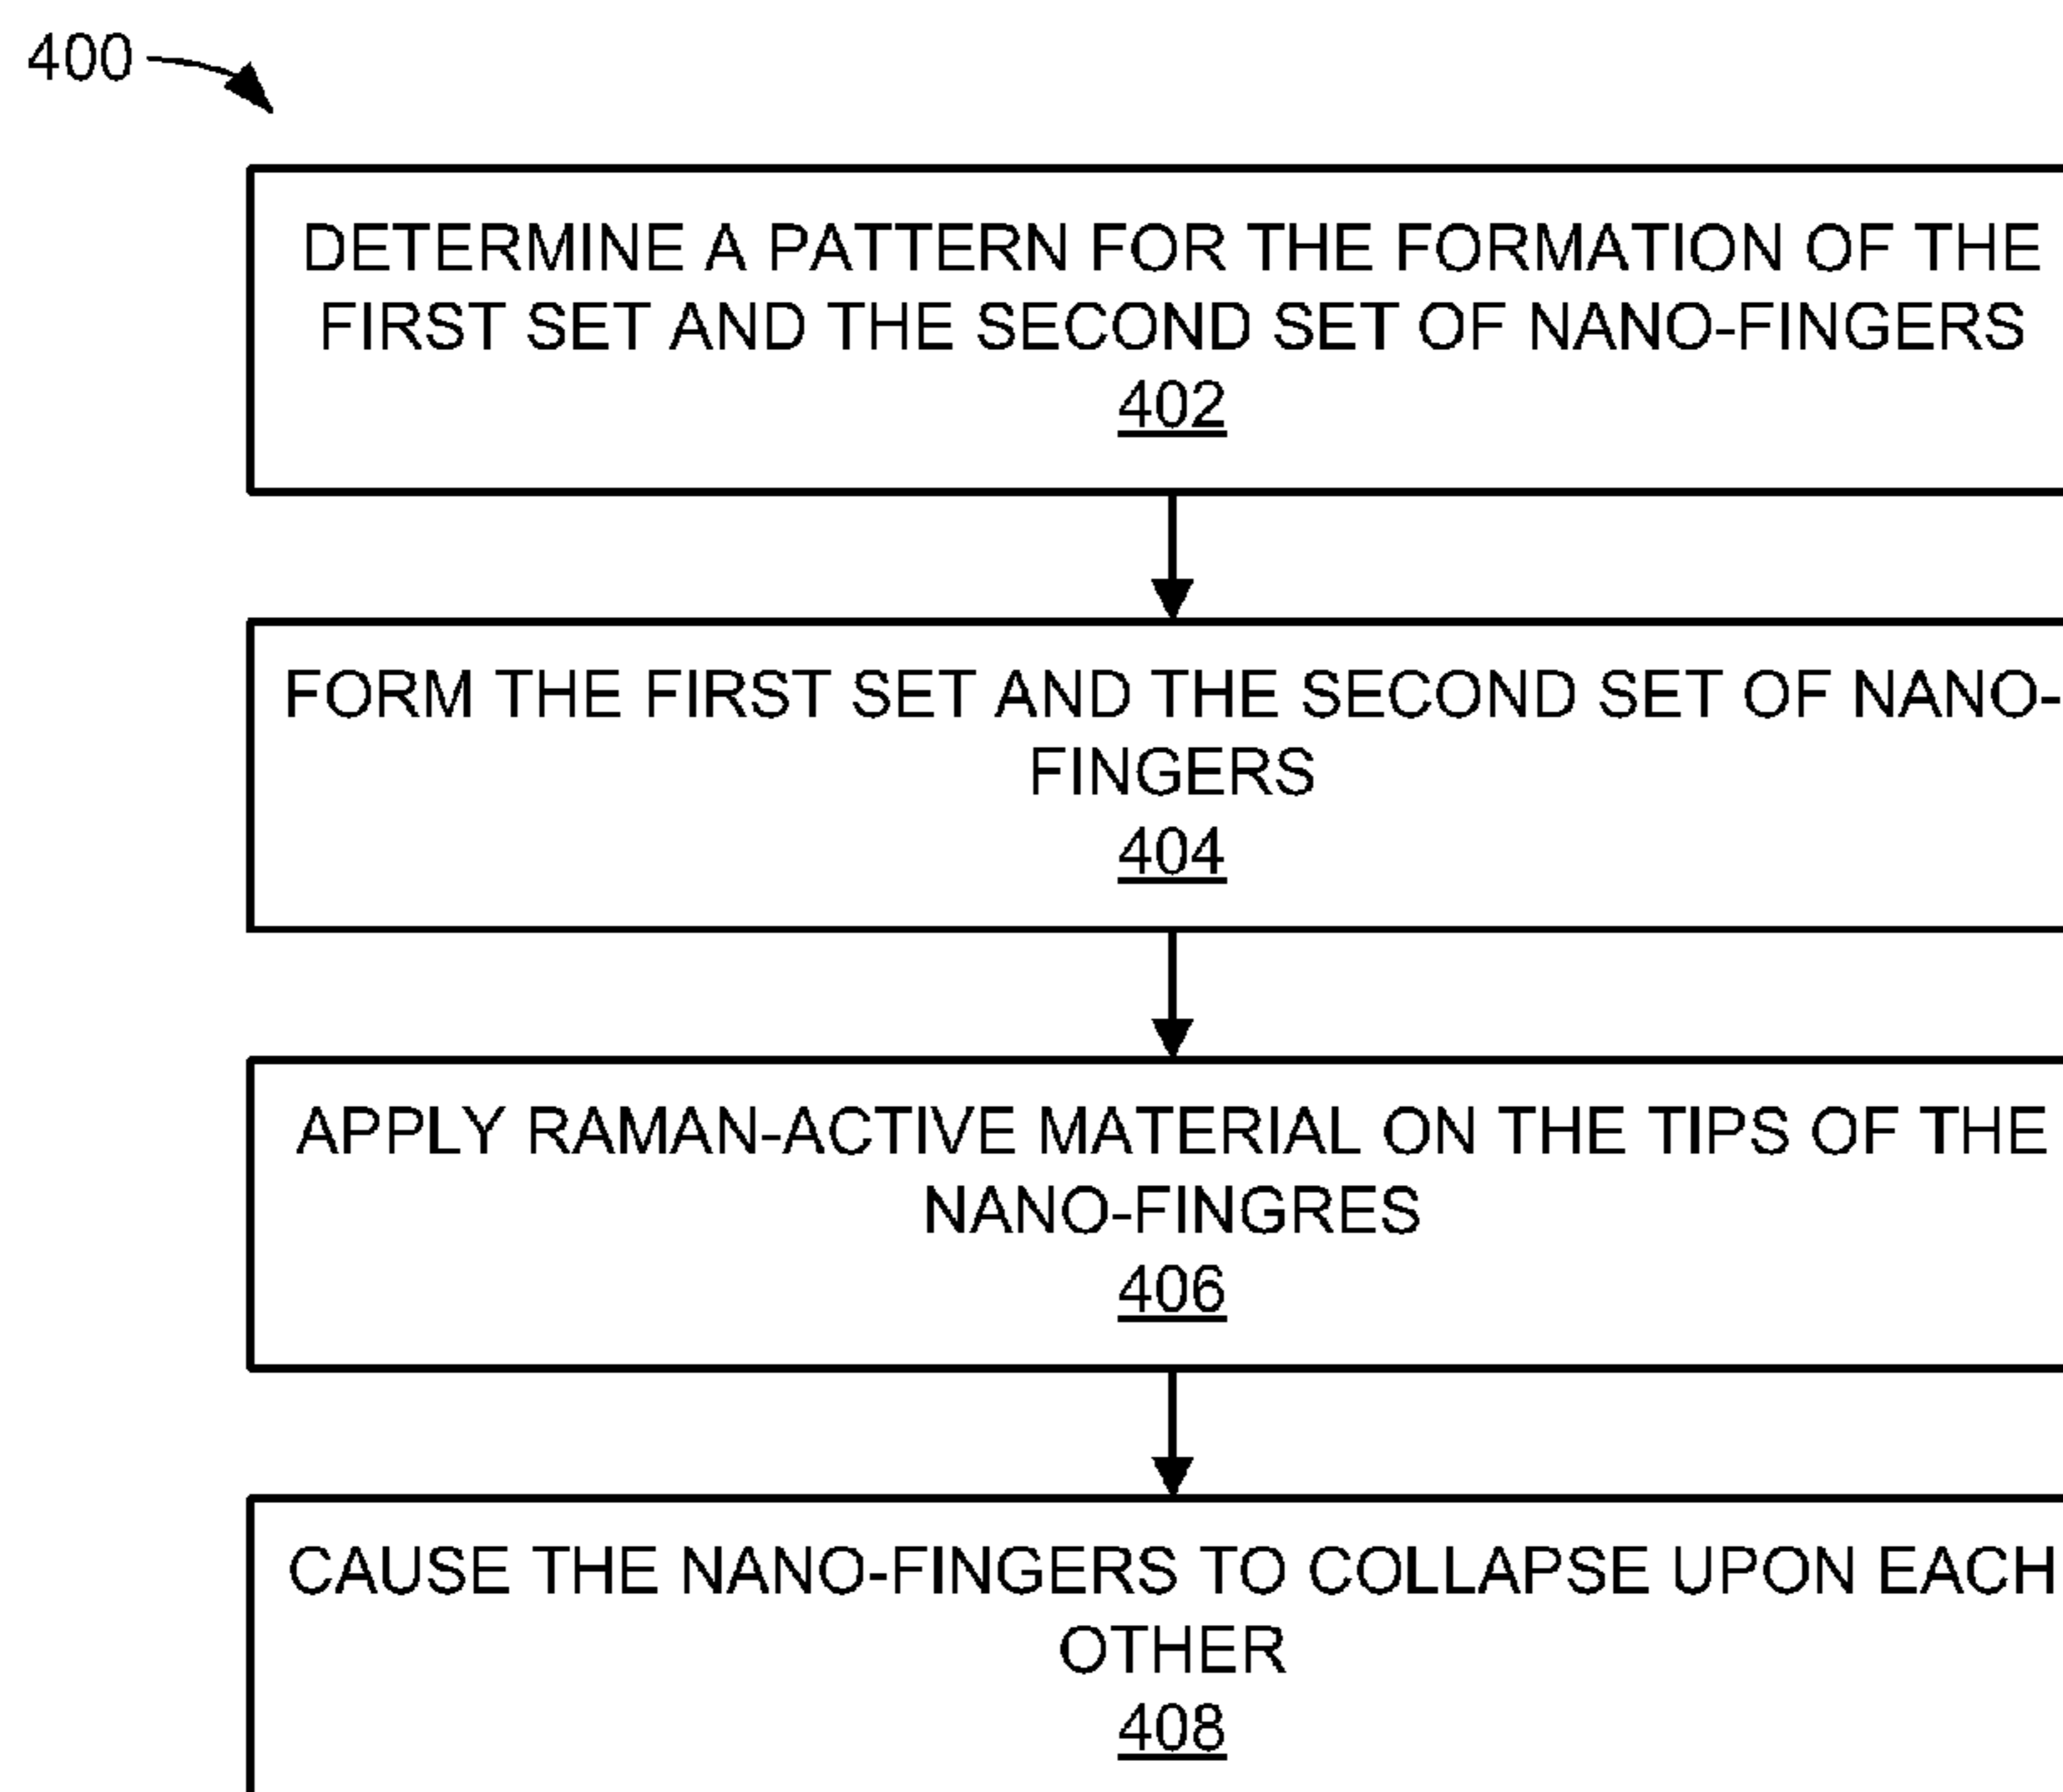 400
DETERMINE A PATTERN FOR THE FORMATION OF THE
FIRST SET AND THE SECOND SET OF NANO-FINGERS
402
FORM THE FIRST SET AND THE SECOND SET OF NANO-
FINGERS
404
APPLY RAMAN-ACTIVE MATERIAL ON THE TIPS OF THE
NANO-FINGRES
406
CAUSE THE NANO-FINGERS TO COLLAPSE UPON EACH
OTHER
408